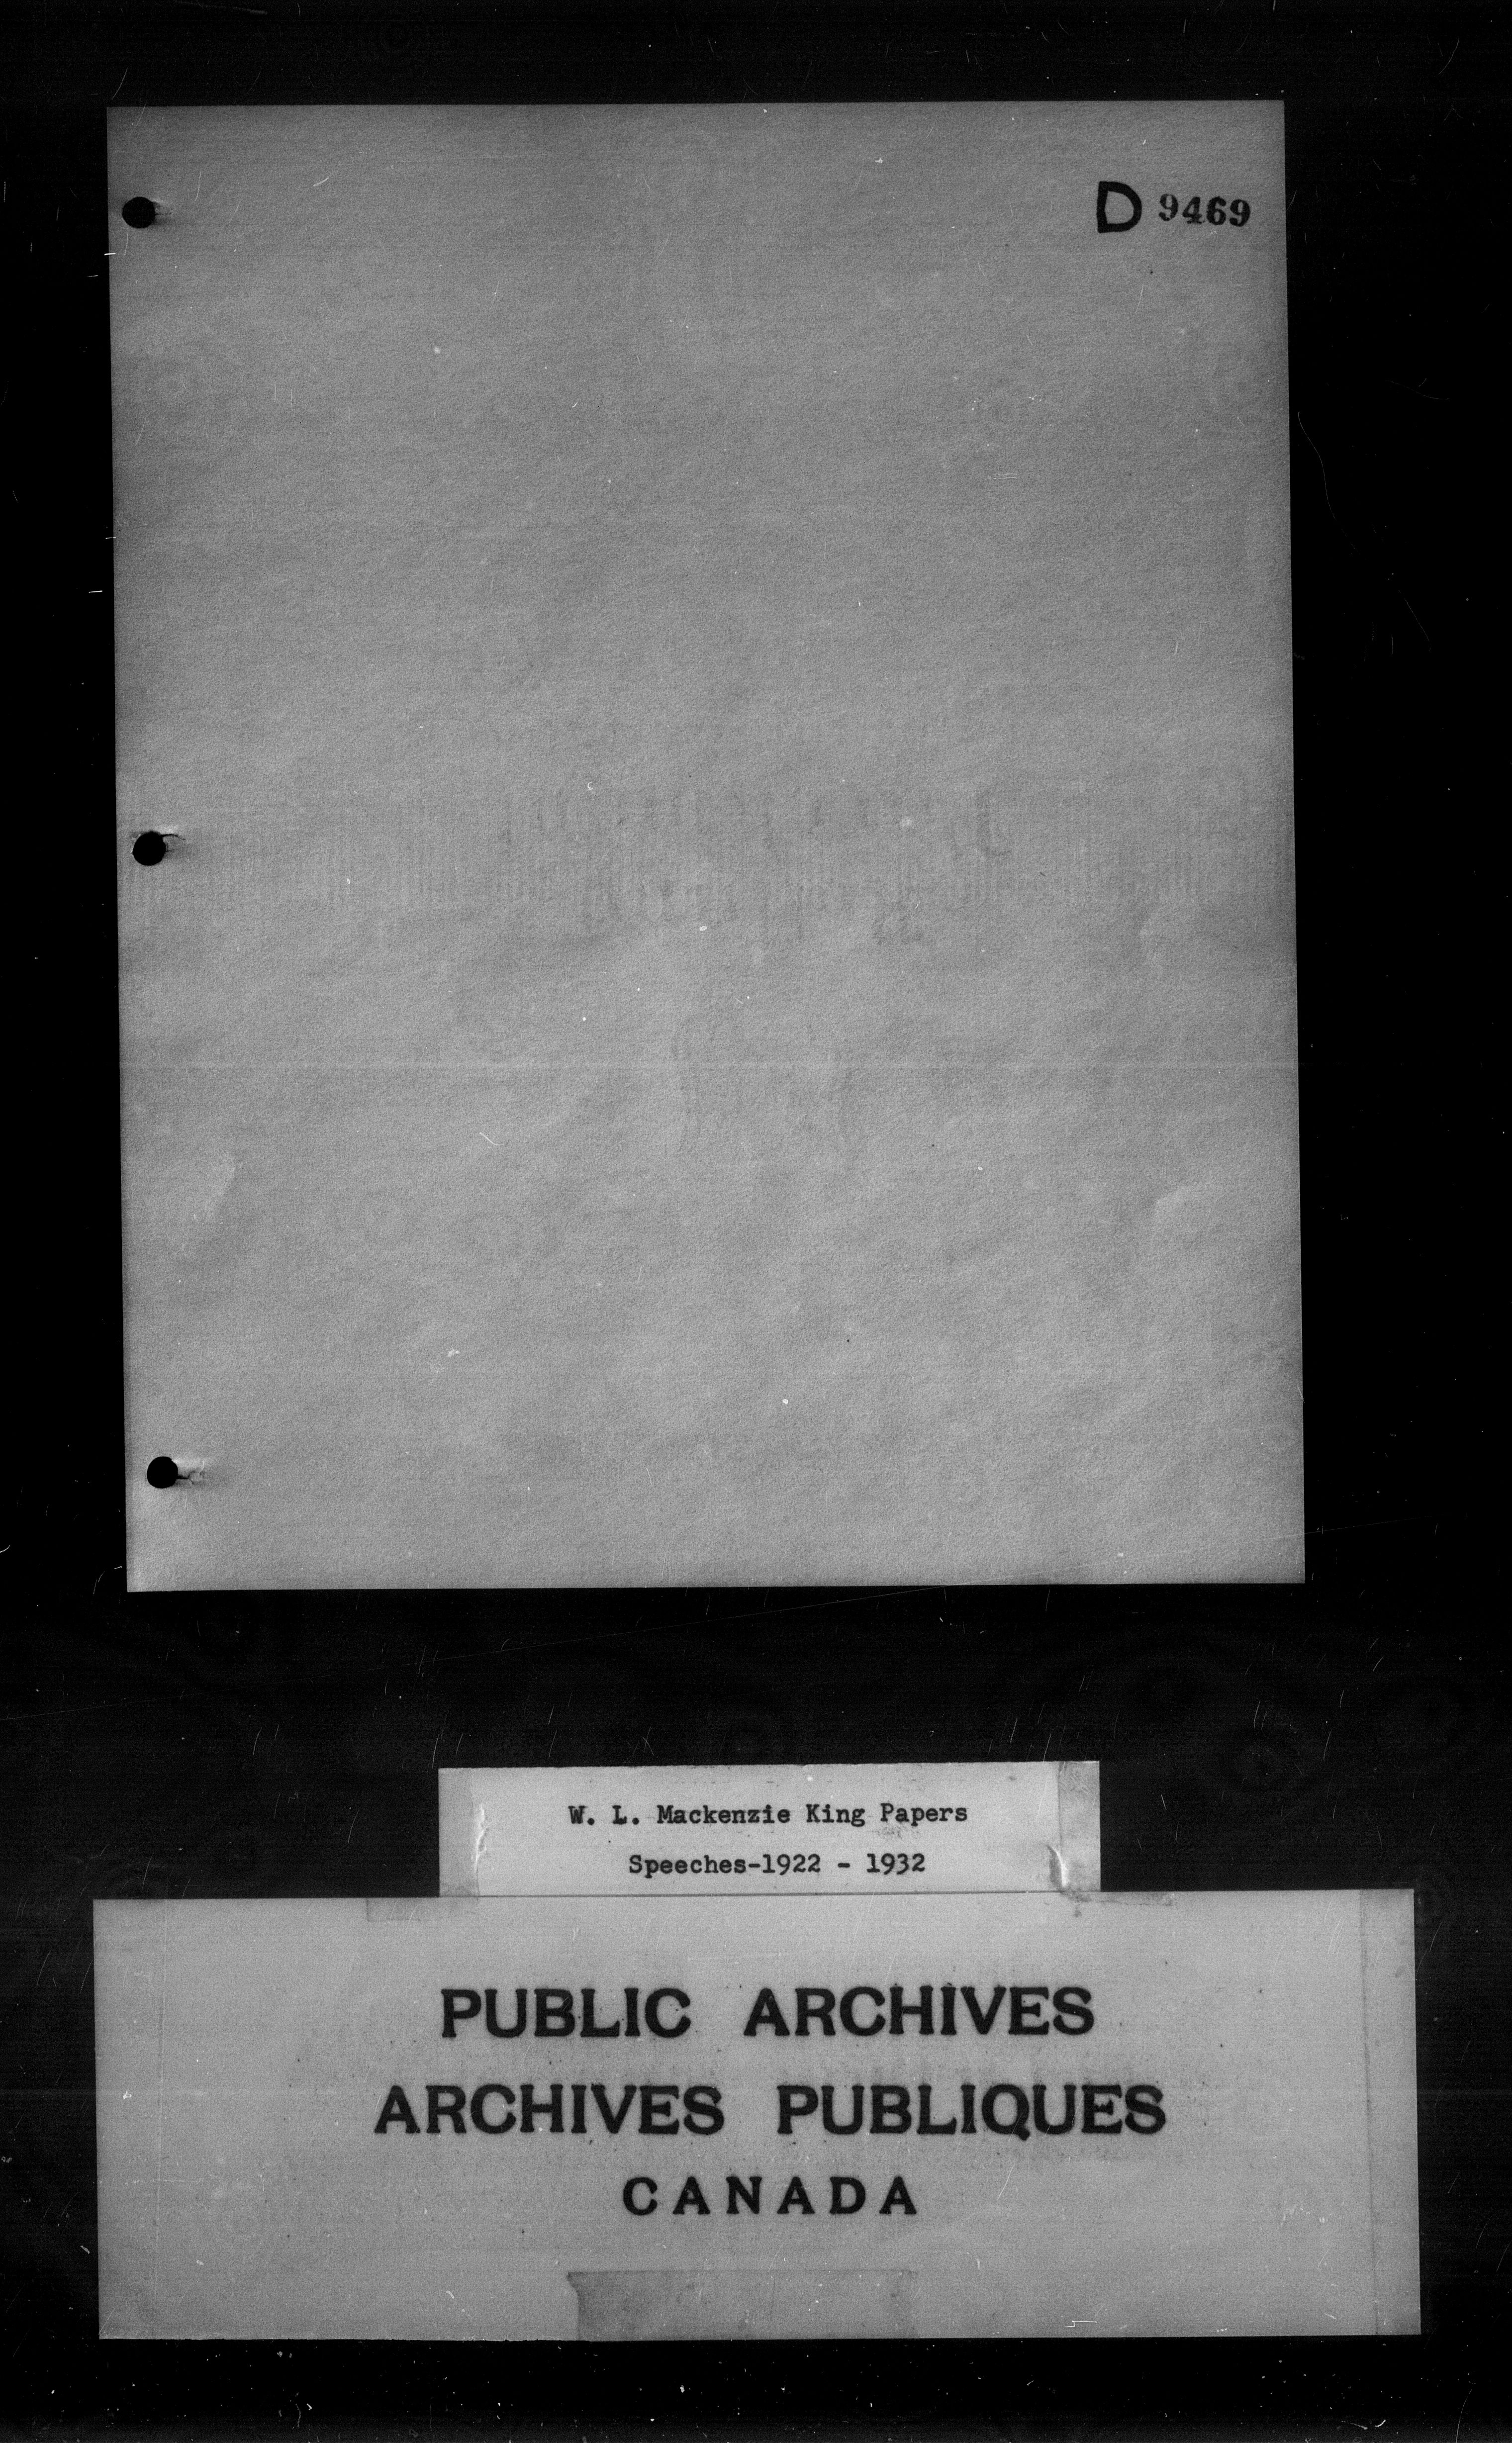 D 9469
W. L. Mackenzie King Papers
Speeches-1922 - 1932
PUBLIC ARCHIVES
ARCHIVES PUBLIQUES
CANADA